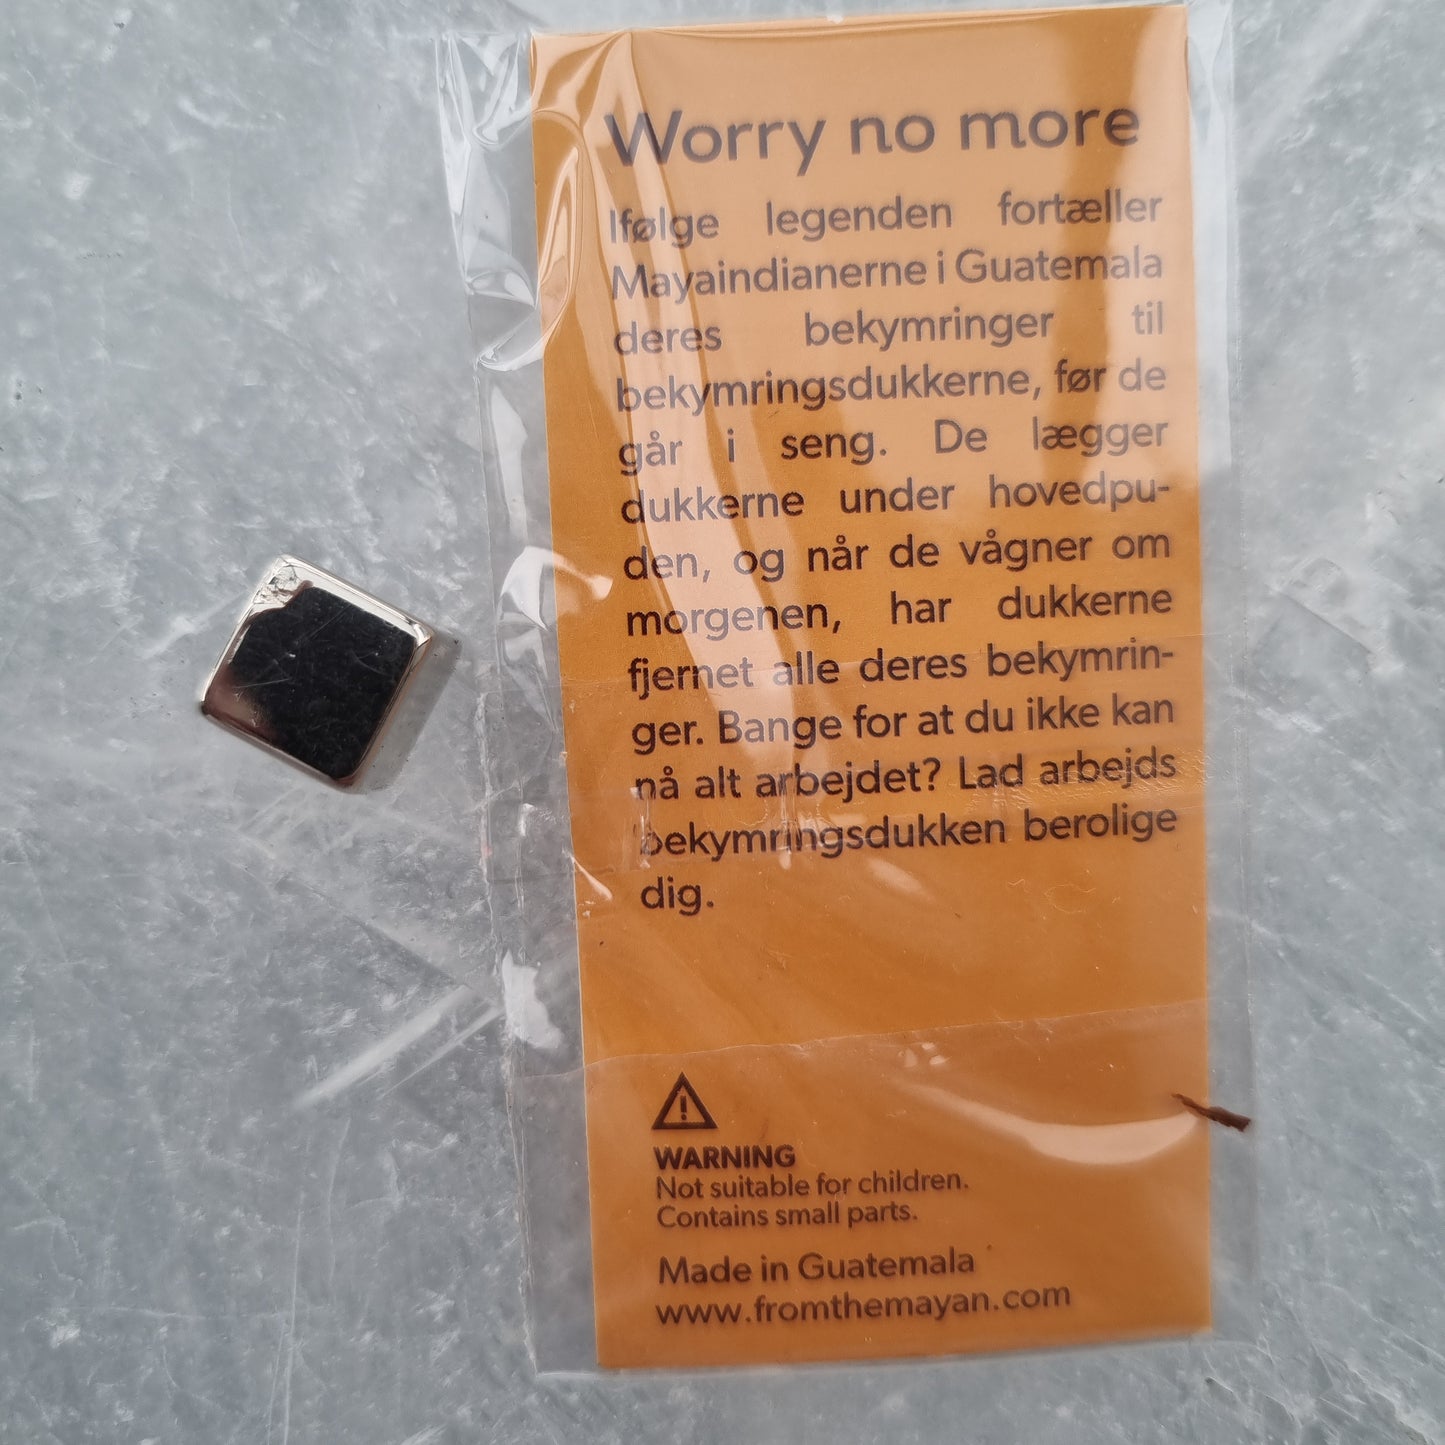 Worry no more
Ifølge legenden fortæller
Mayaindianerne i Guatemala
deres bekymringer til
bekymringsdukkerne, før de
går i seng. De lægger
dukkerne under hovedpu-
den, og når de vågner om
morgenen, har dukkerne
fjernet alle deres bekymrin-
ger. Bange for at du ikke kan
nå alt arbejdet? Lad arbejds
bekymringsdukken berolige
dig.
WARNING
Not suitable for children.
Contains small parts.
Made in Guatemala
www.fromthemayan.com